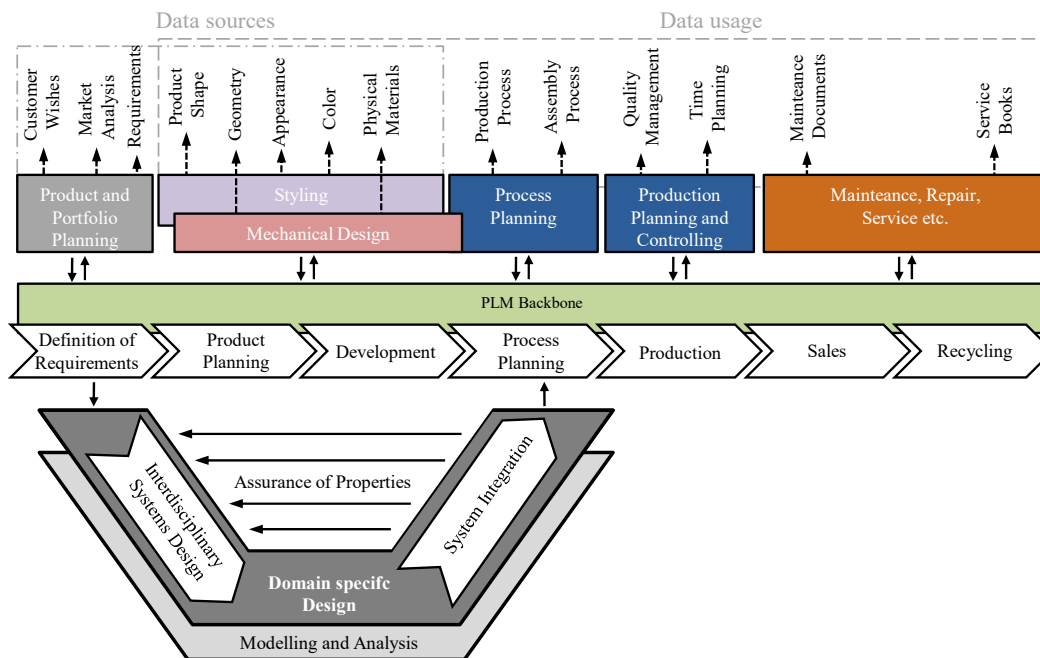 Data sources
Data usage
Customer
Wishes
Market
Analysis
Requirements
Product
Shape
Geometry
Appearance
Color
Physical
Materials
Production
Process
Assembly
Process
Quality
Management
Time
Planning
Mainteance
Documents
Service
Books
Product and
Portfolio
Planning
Styling
Mechanical Design
Process
Planning
Production
Planning and
Controlling
Mainteance, Repair,
Service etc.
PLM Backbone
Definition of
Requirements
Product
Planning
Development
Process
Planning
Production
Sales
Recycling
Interdisciplinary
Systems Design
Assurance of Properties
System Integration
Domain specifc
Design
Modelling and Analysis